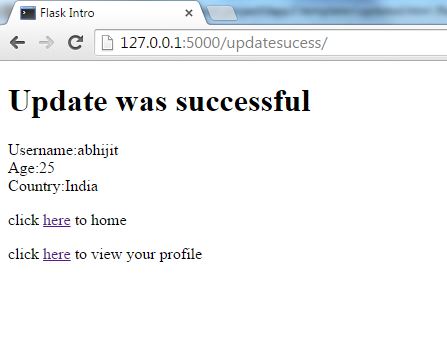 Flask Intro
127.0.0.1:5000/updatesucess/
Update was successful
Username:abhijit
Age:25
Country:India
click here to home
click here to view your profile